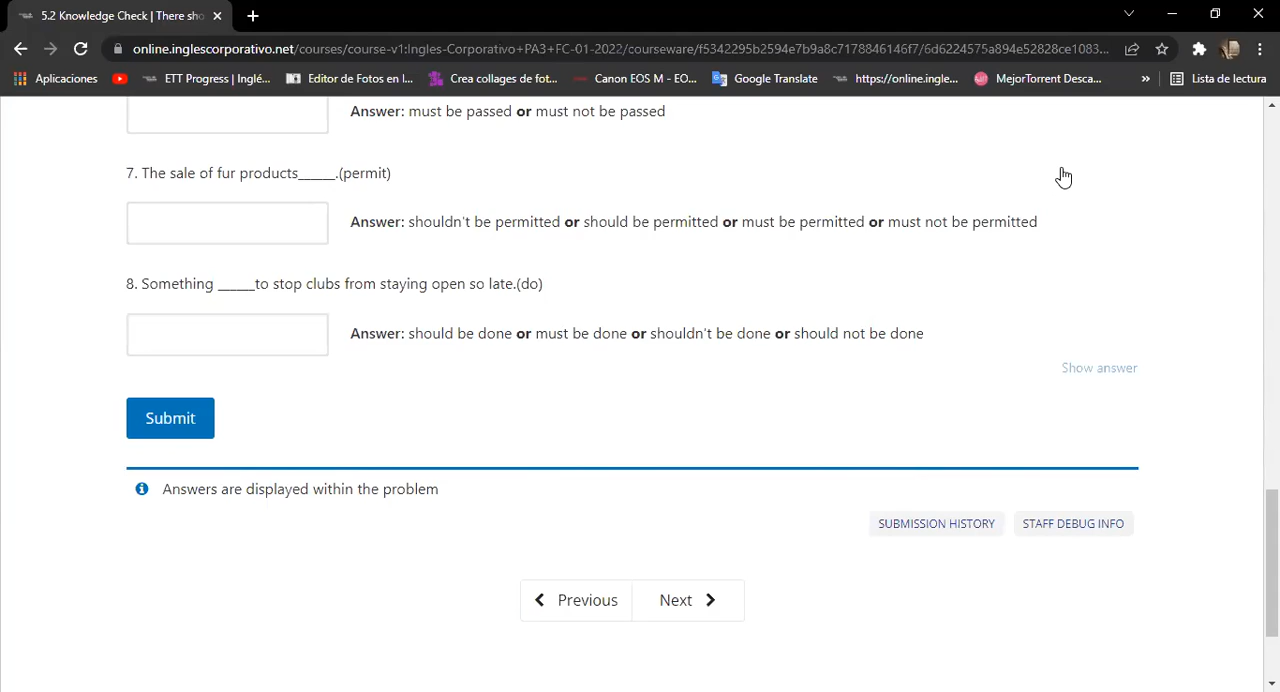 5.2 Knowledge Check | There sho
online.inglescorporativo.net/courses/course-v1:Ingles-Corporativo+PA3+FC-01-2022/courseware/f5342295b2594e7b9a8c7178846146f7/6d6224575a894e52828ce1083...
Aplicaciones ETT Progress | Inglé... Editor de Fotos en l... Crea collages de fot... Canon EOS M - EO... Google Translate https://online.ingle... MejorTorrent Desca... » Lista de lectura
Answer: must be passed or must not be passed
7. The sale of fur products_____.(permit)
Answer: shouldn't be permitted or should be permitted or must be permitted or must not be permitted
8. Something _____to stop clubs from staying open so late.(do)
Answer: should be done or must be done or shouldn't be done or should not be done
Show answer
Submit
Answers are displayed within the problem
SUBMISSION HISTORY STAFF DEBUG INFO
Previous Next